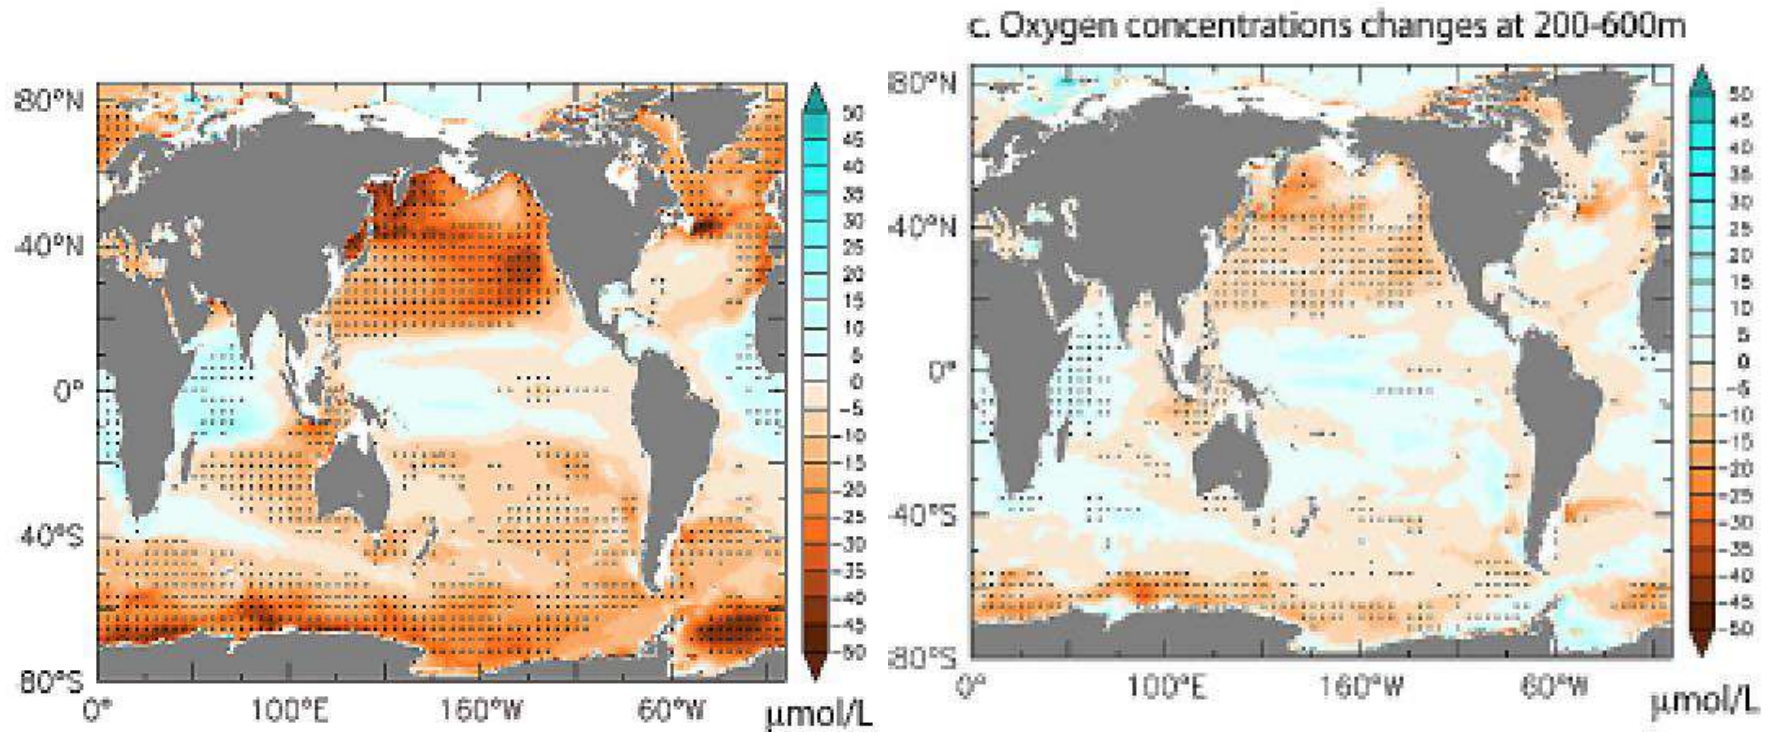 c. Oxygen concentrations changes at 200-600m
80°N
40°N
0°
40°S
80°S
0°
100°E
160°W
60°W
50
45
40
35
30
25
20
15
10
5
0
-5
-10
-15
-20
-25
-30
-35
-40
-45
-50
µmol/L
80°N
40°N
0°
40°S
80°S
0°
100°E
160°W
60°W
50
45
40
35
30
25
20
15
10
5
0
-5
-10
-15
-20
-25
-30
-35
-40
-45
-50
µmol/L